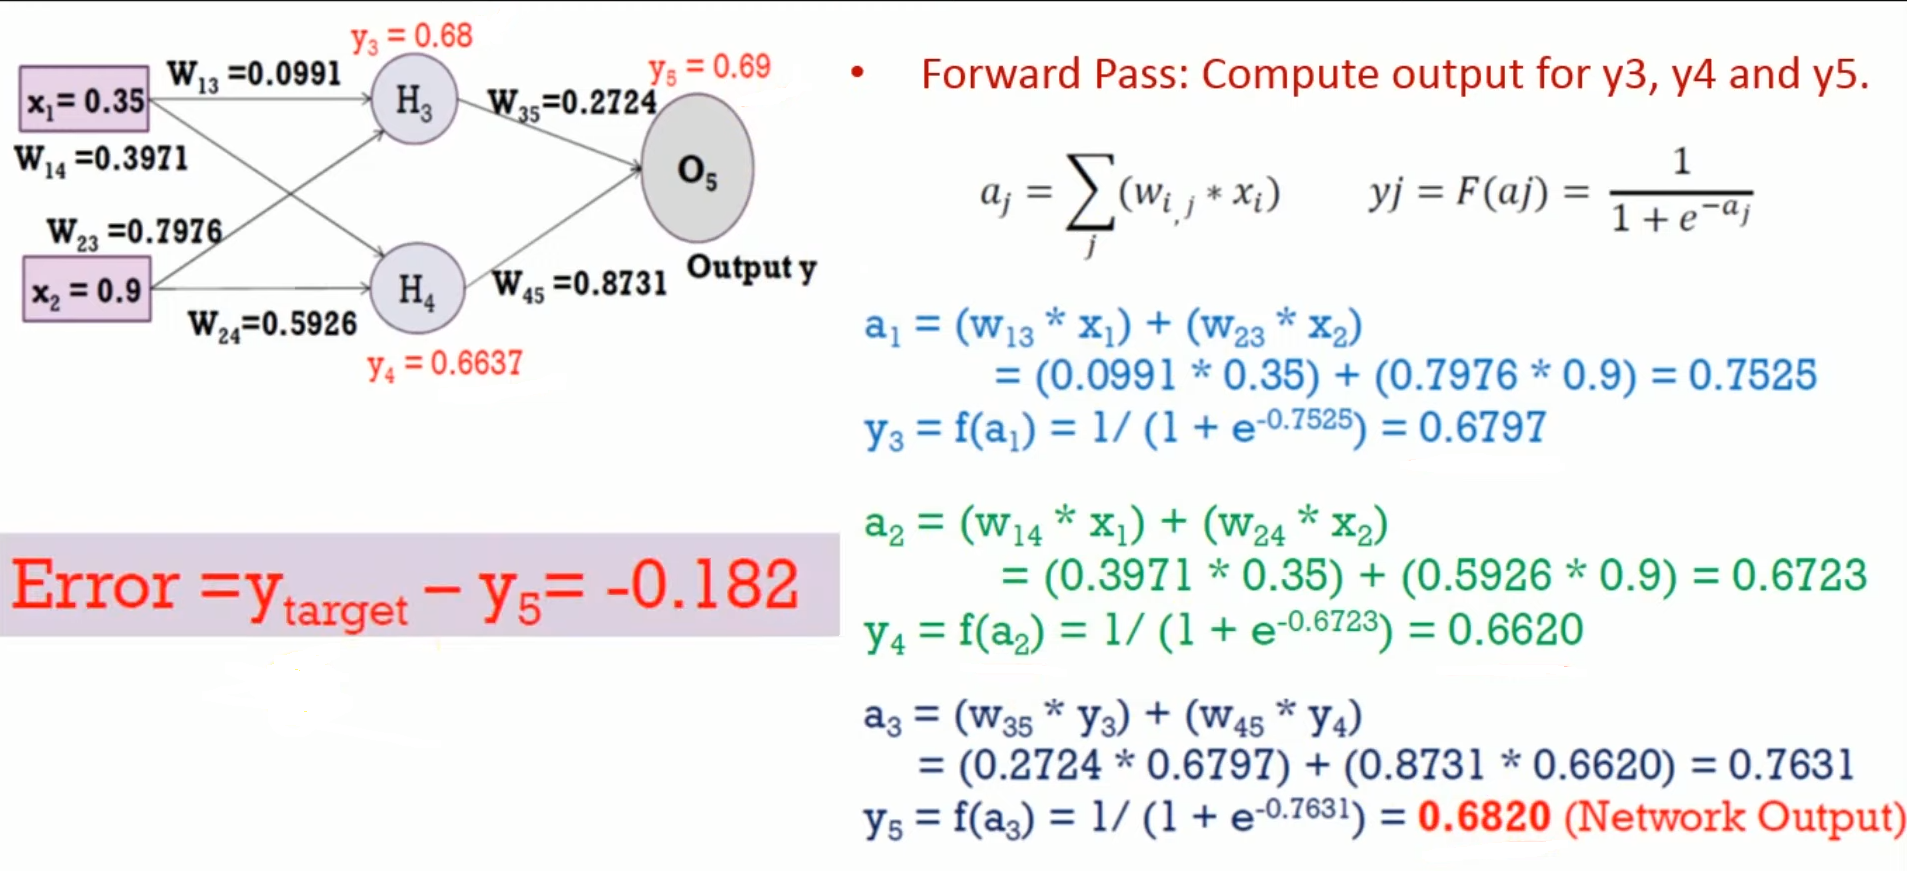 y₃ = 0.68
W₁₃ =0.0991
x₁= 0.35
H₃
W₃₅=0.2724
y₅ = 0.69
W₁₄ =0.3971
O₅
W₂₃ =0.7976
x₂ = 0.9
H₄
W₄₅ =0.8731
Output y
W₂₄=0.5926
y₄ = 0.6637
Error =y_target – y₅= -0.182
• Forward Pass: Compute output for y3, y4 and y5.
a_j = ∑_j (w_{i,j} * x_i)   yj = F(aj) = 1 / (1 + e^{-a_j})
a₁ = (w₁₃ * x₁) + (w₂₃ * x₂)
= (0.0991 * 0.35) + (0.7976 * 0.9) = 0.7525
y₃ = f(a₁) = 1/ (1 + e^{-0.7525}) = 0.6797
a₂ = (w₁₄ * x₁) + (w₂₄ * x₂)
= (0.3971 * 0.35) + (0.5926 * 0.9) = 0.6723
y₄ = f(a₂) = 1/ (1 + e^{-0.6723}) = 0.6620
a₃ = (w₃₅ * y₃) + (w₄₅ * y₄)
= (0.2724 * 0.6797) + (0.8731 * 0.6620) = 0.7631
y₅ = f(a₃) = 1/ (1 + e^{-0.7631}) = 0.6820 (Network Output)